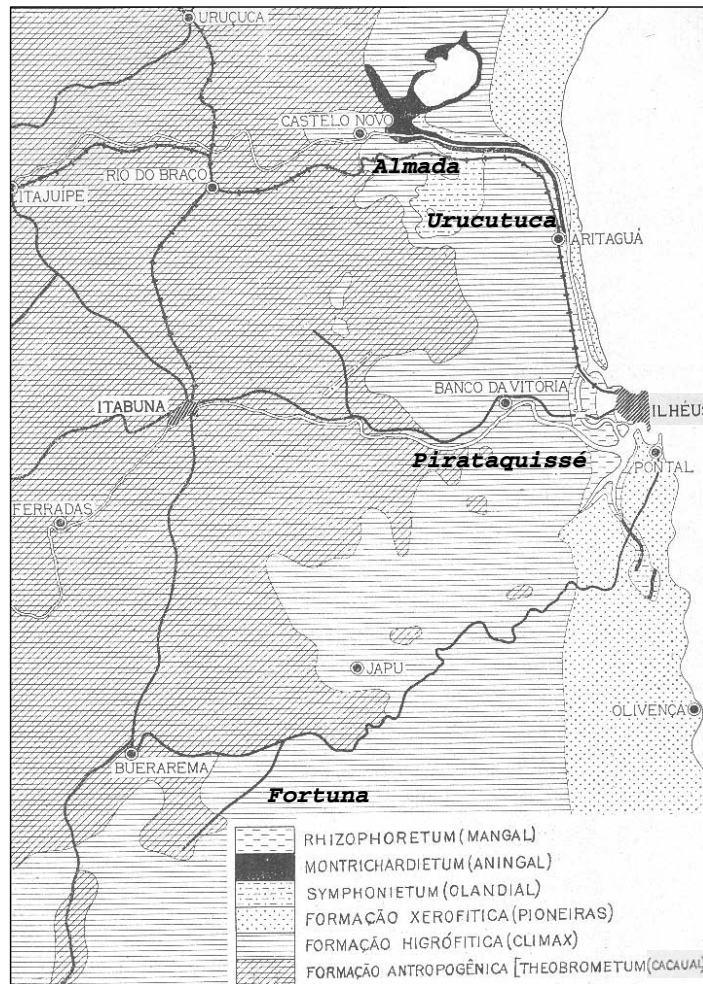 URUÇUCA
CASTELO NOVO
Almada
RIO DO BRAÇO
ITAJUIPE
Urucutuca
ARITAGUÁ
BANCO DA VITÓRIA
ITABUNA
ILHÉUS
Pirataquissé
PONTAL
FERRADAS
JAPU
OLIVENÇA
BUERAREMA
Fortuna
RHIZOPHORETUM (MANGAL)
MONTRICHARDIETUM (ANINGAL)
SYMPHONIETUM (OLANDIAL)
FORMAÇÃO XEROFITICA (PIONEIRAS)
FORMAÇÃO HIGRÓFITICA (CLIMAX)
FORMAÇÃO ANTROPOGÊNICA [THEOBROMETUM (CACAUAL)